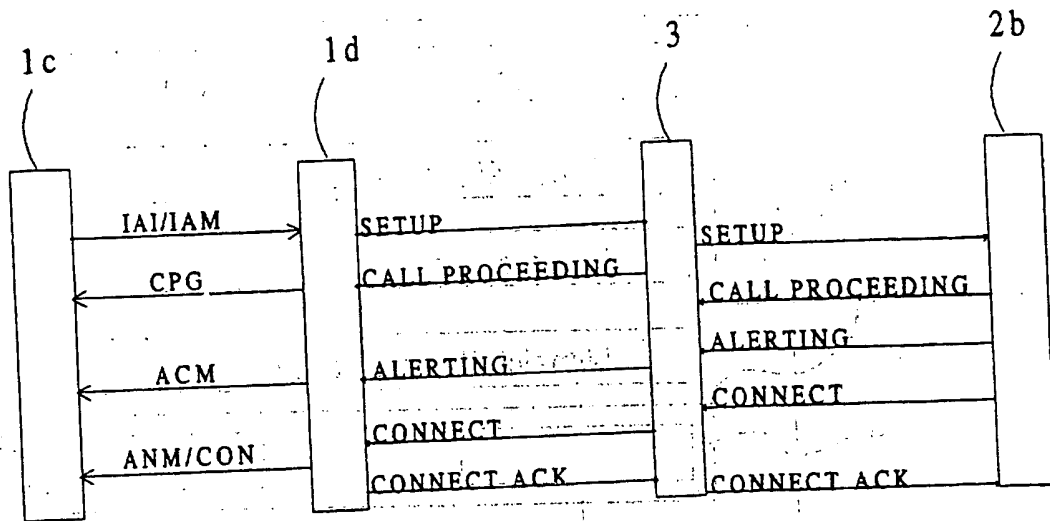 1c
1d
3
2b
IAI/IAM
SETUP
SETUP
CPG
CALL PROCEEDING
CALL PROCEEDING
ALERTING
ACM
ALERTING
CONNECT
ANM/CON
CONNECT
CONNECT ACK
CONNECT ACK